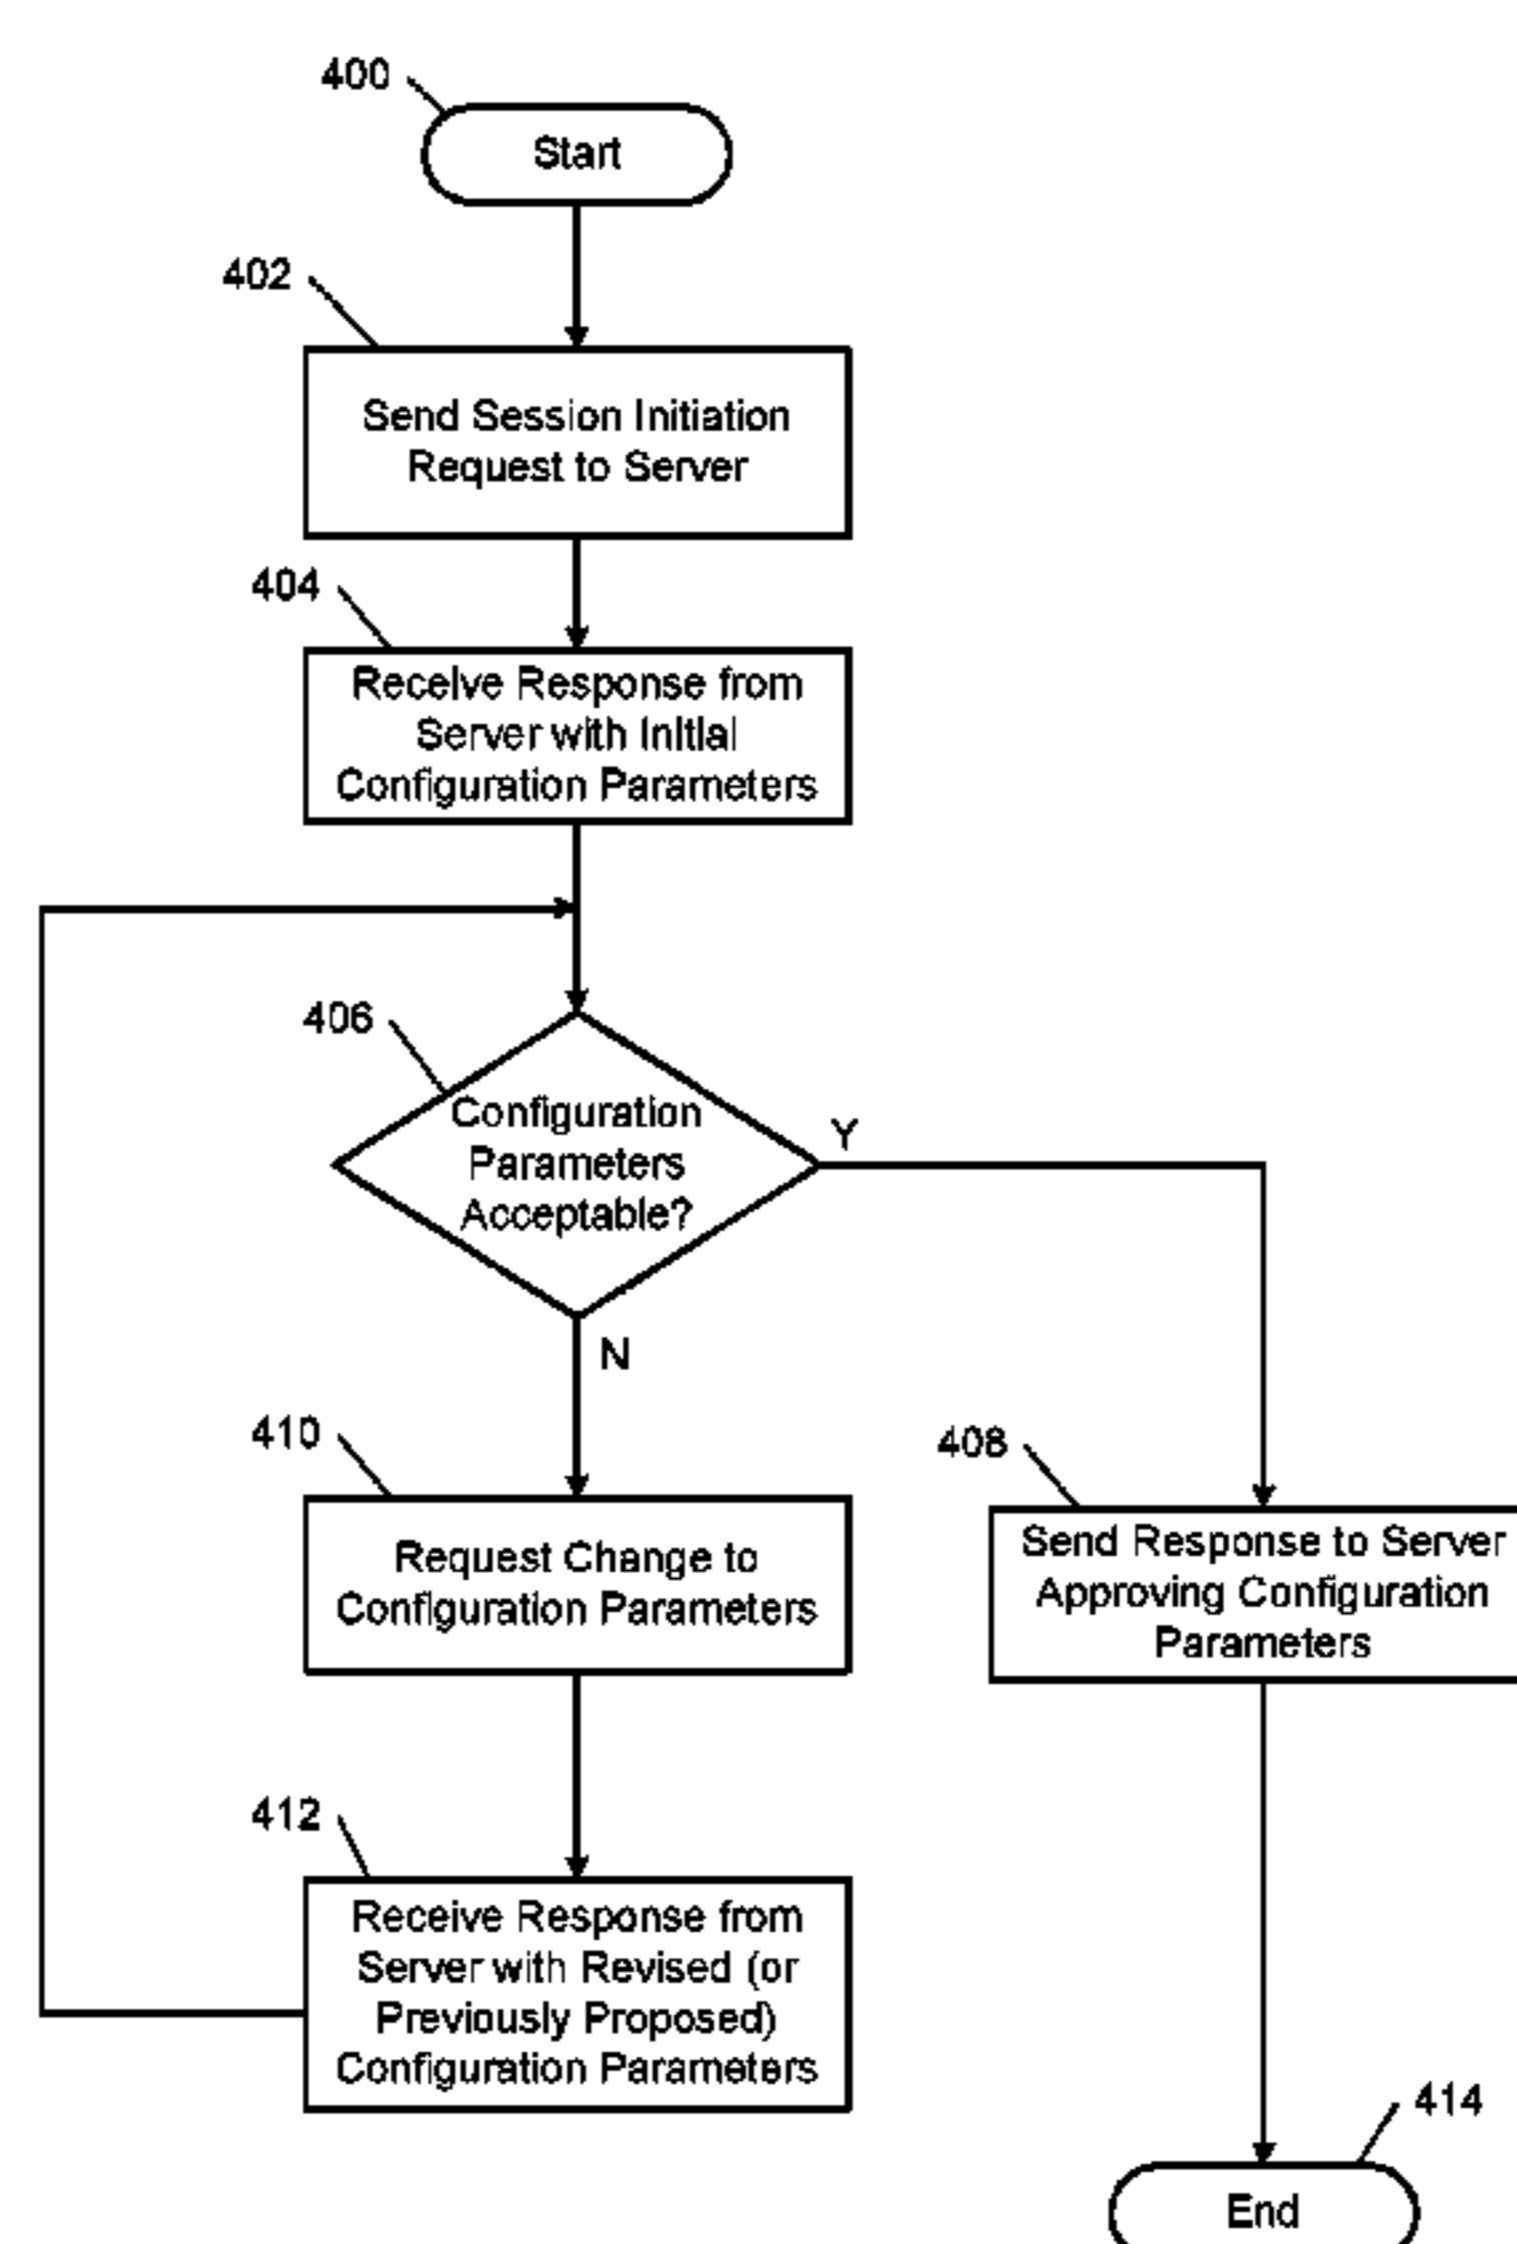 400
Start
402
Send Session Initiation
Request to Server
404
Receive Response from
Server with Initial
Configuration Parameters
406
Configuration
Parameters
Acceptable?
Y
N
410
Request Change to
Configuration Parameters
408
Send Response to Server
Approving Configuration
Parameters
412
Receive Response from
Server with Revised (or
Previously Proposed)
Configuration Parameters
414
End